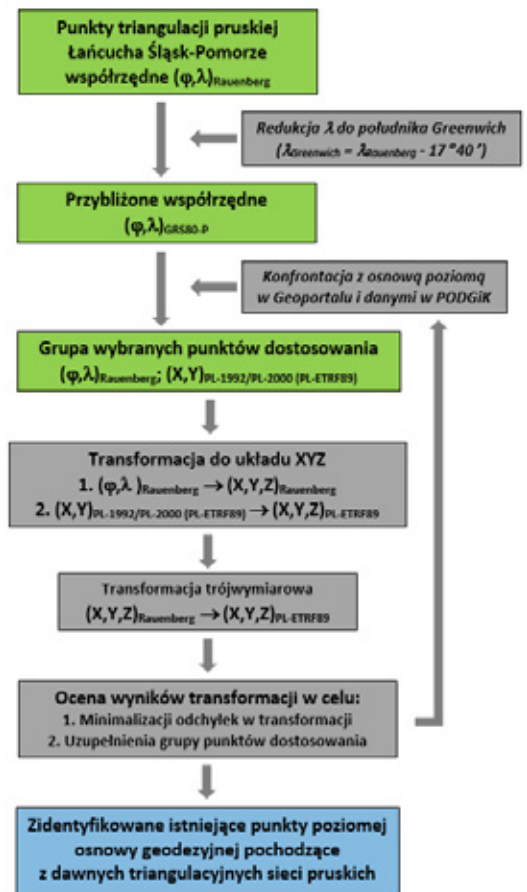 Punkty triangulacji pruskiej
Łańcucha Śląsk-Pomorze
współrzędne (φ,λ)Rauenberg
Redukcja λ do południka Greenwich
(λGreenwich = λRauenberg - 17°40')
Przybliżone współrzędne
(φ,λ)GRS80-P
Konfrontacja z osnową poziomą
w Geoportalu i danymi w PODGiK
Grupa wybranych punktów dostosowania
(φ,λ)Rauenberg; (X,Y)PL-1992/PL-2000 (PL-ETRF89)
Transformacja do układu XYZ
1. (φ,λ )Rauenberg → (X,Y,Z)Rauenberg
2. (X,Y)PL-1992/PL-2000 (PL-ETRF89) → (X,Y,Z)PL-ETRF89
Transformacja trójwymiarowa
(X,Y,Z)Rauenberg → (X,Y,Z)PL-ETRF89
Ocena wyników transformacji w celu:
1. Minimalizacji odchyłek w transformacji
2. Uzupełnienia grupy punktów dostosowania
Zidentyfikowane istniejące punkty poziomej
osnowy geodezyjnej pochodzące
z dawnych triangulacyjnych sieci pruskich